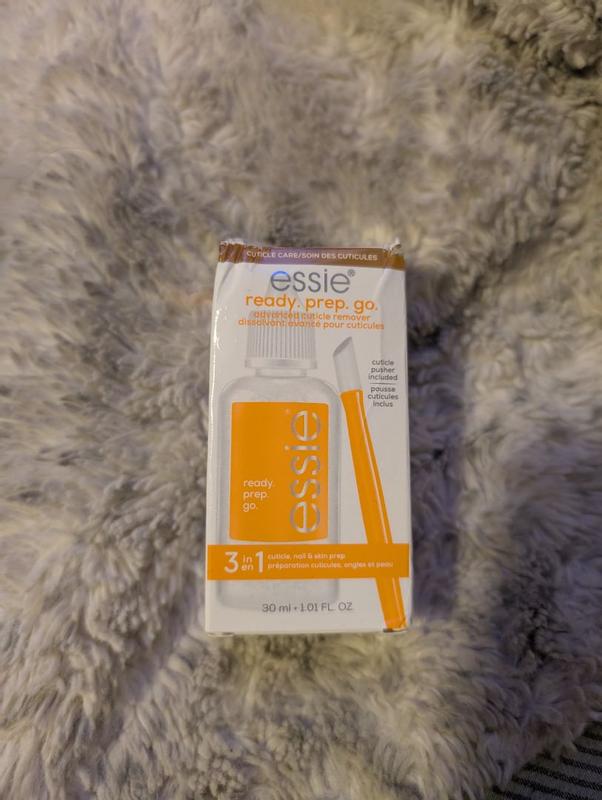 CUTICLE CARE/SOIN DES CUTICULES
essie®
ready. prep. go.
advanced cuticle remover
dissolvant avancé pour cuticules
cuticle
pusher
included
pousse
cuticules
inclus
essie®
ready.
prep.
go.
3 in en 1
cuticle, nail & skin prep
préparation cuticules, ongles et peau
30 ml • 1.01 FL. OZ